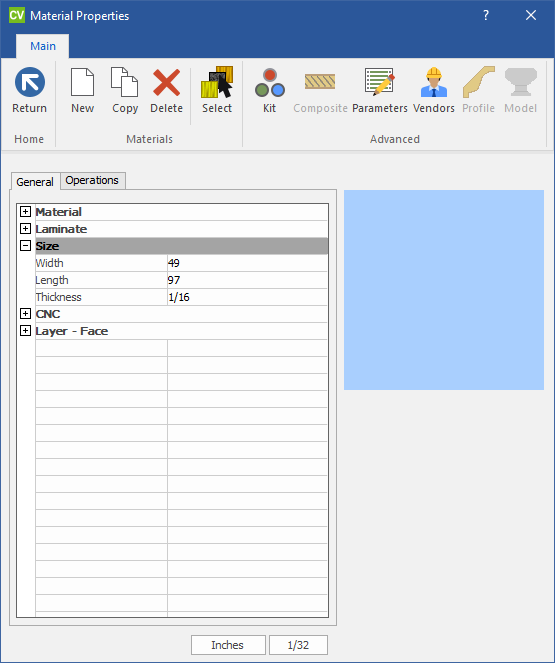 CV Material Properties ?
Main
Return New Copy Delete Select Kit Composite Parameters Vendors Profile Model
Home Materials Advanced
General Operations
Material
Laminate
Size
Width 49
Length 97
Thickness 1/16
CNC
Layer - Face
Inches 1/32